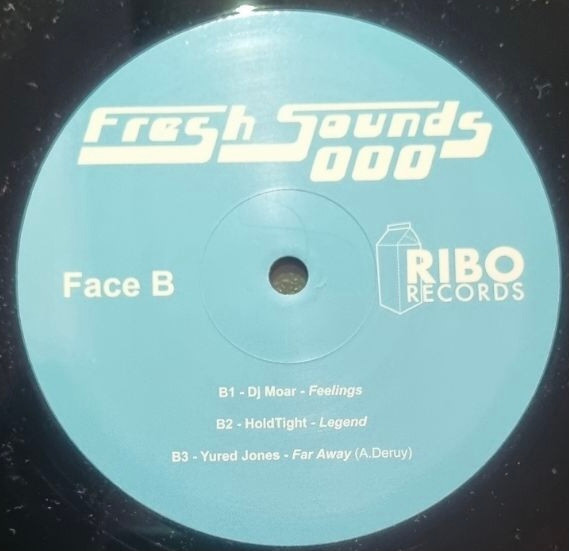 Fresh Sounds
000
Face B
RIBO
RECORDS
B1 - Dj Moar - Feelings
B2 - HoldTight - Legend
B3 - Yured Jones - Far Away (A.Deruy)